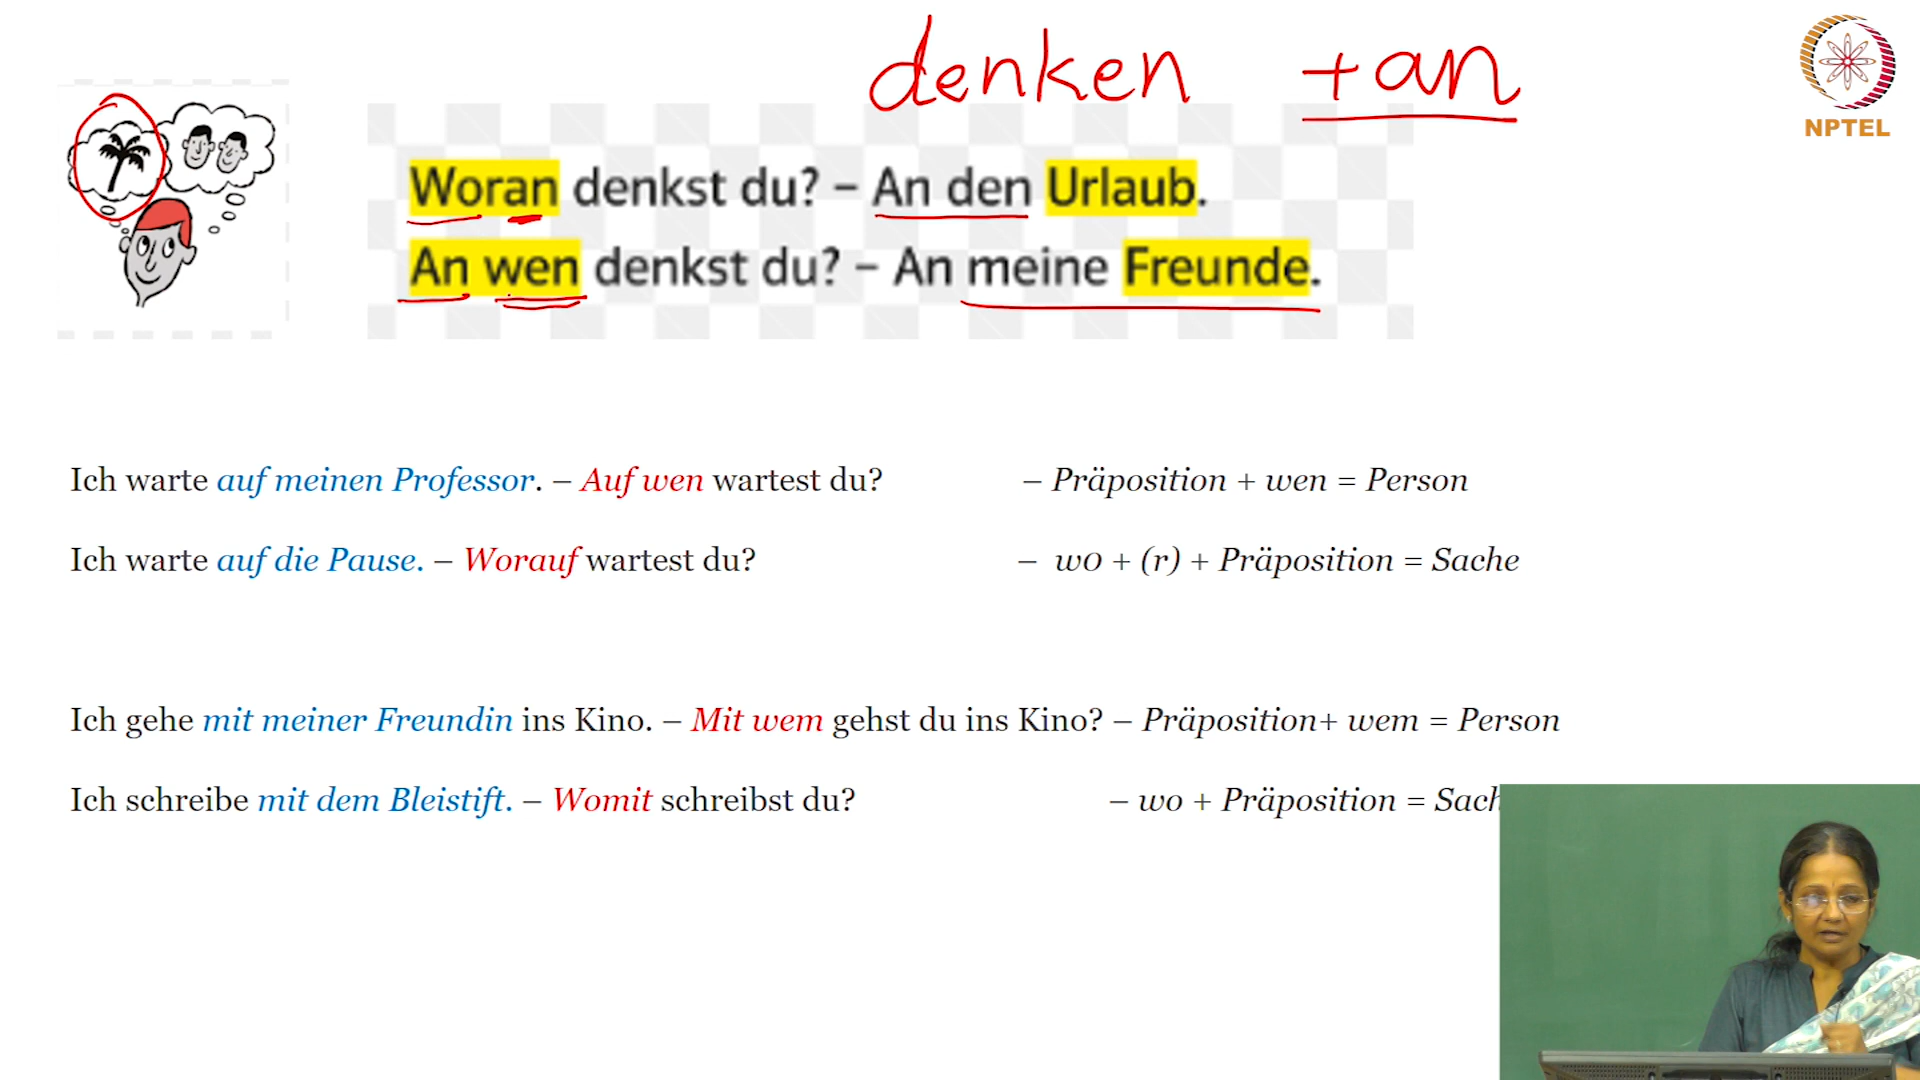 denken +an
NPTEL
Woran denkst du? – An den Urlaub.
An wen denkst du? – An meine Freunde.
Ich warte auf meinen Professor. – Auf wen wartest du? – Präposition + wen = Person
Ich warte auf die Pause. – Worauf wartest du? – wo + (r) + Präposition = Sache
Ich gehe mit meiner Freundin ins Kino. – Mit wem gehst du ins Kino? – Präposition+ wem = Person
Ich schreibe mit dem Bleistift. – Womit schreibst du? – wo + Präposition = Sach